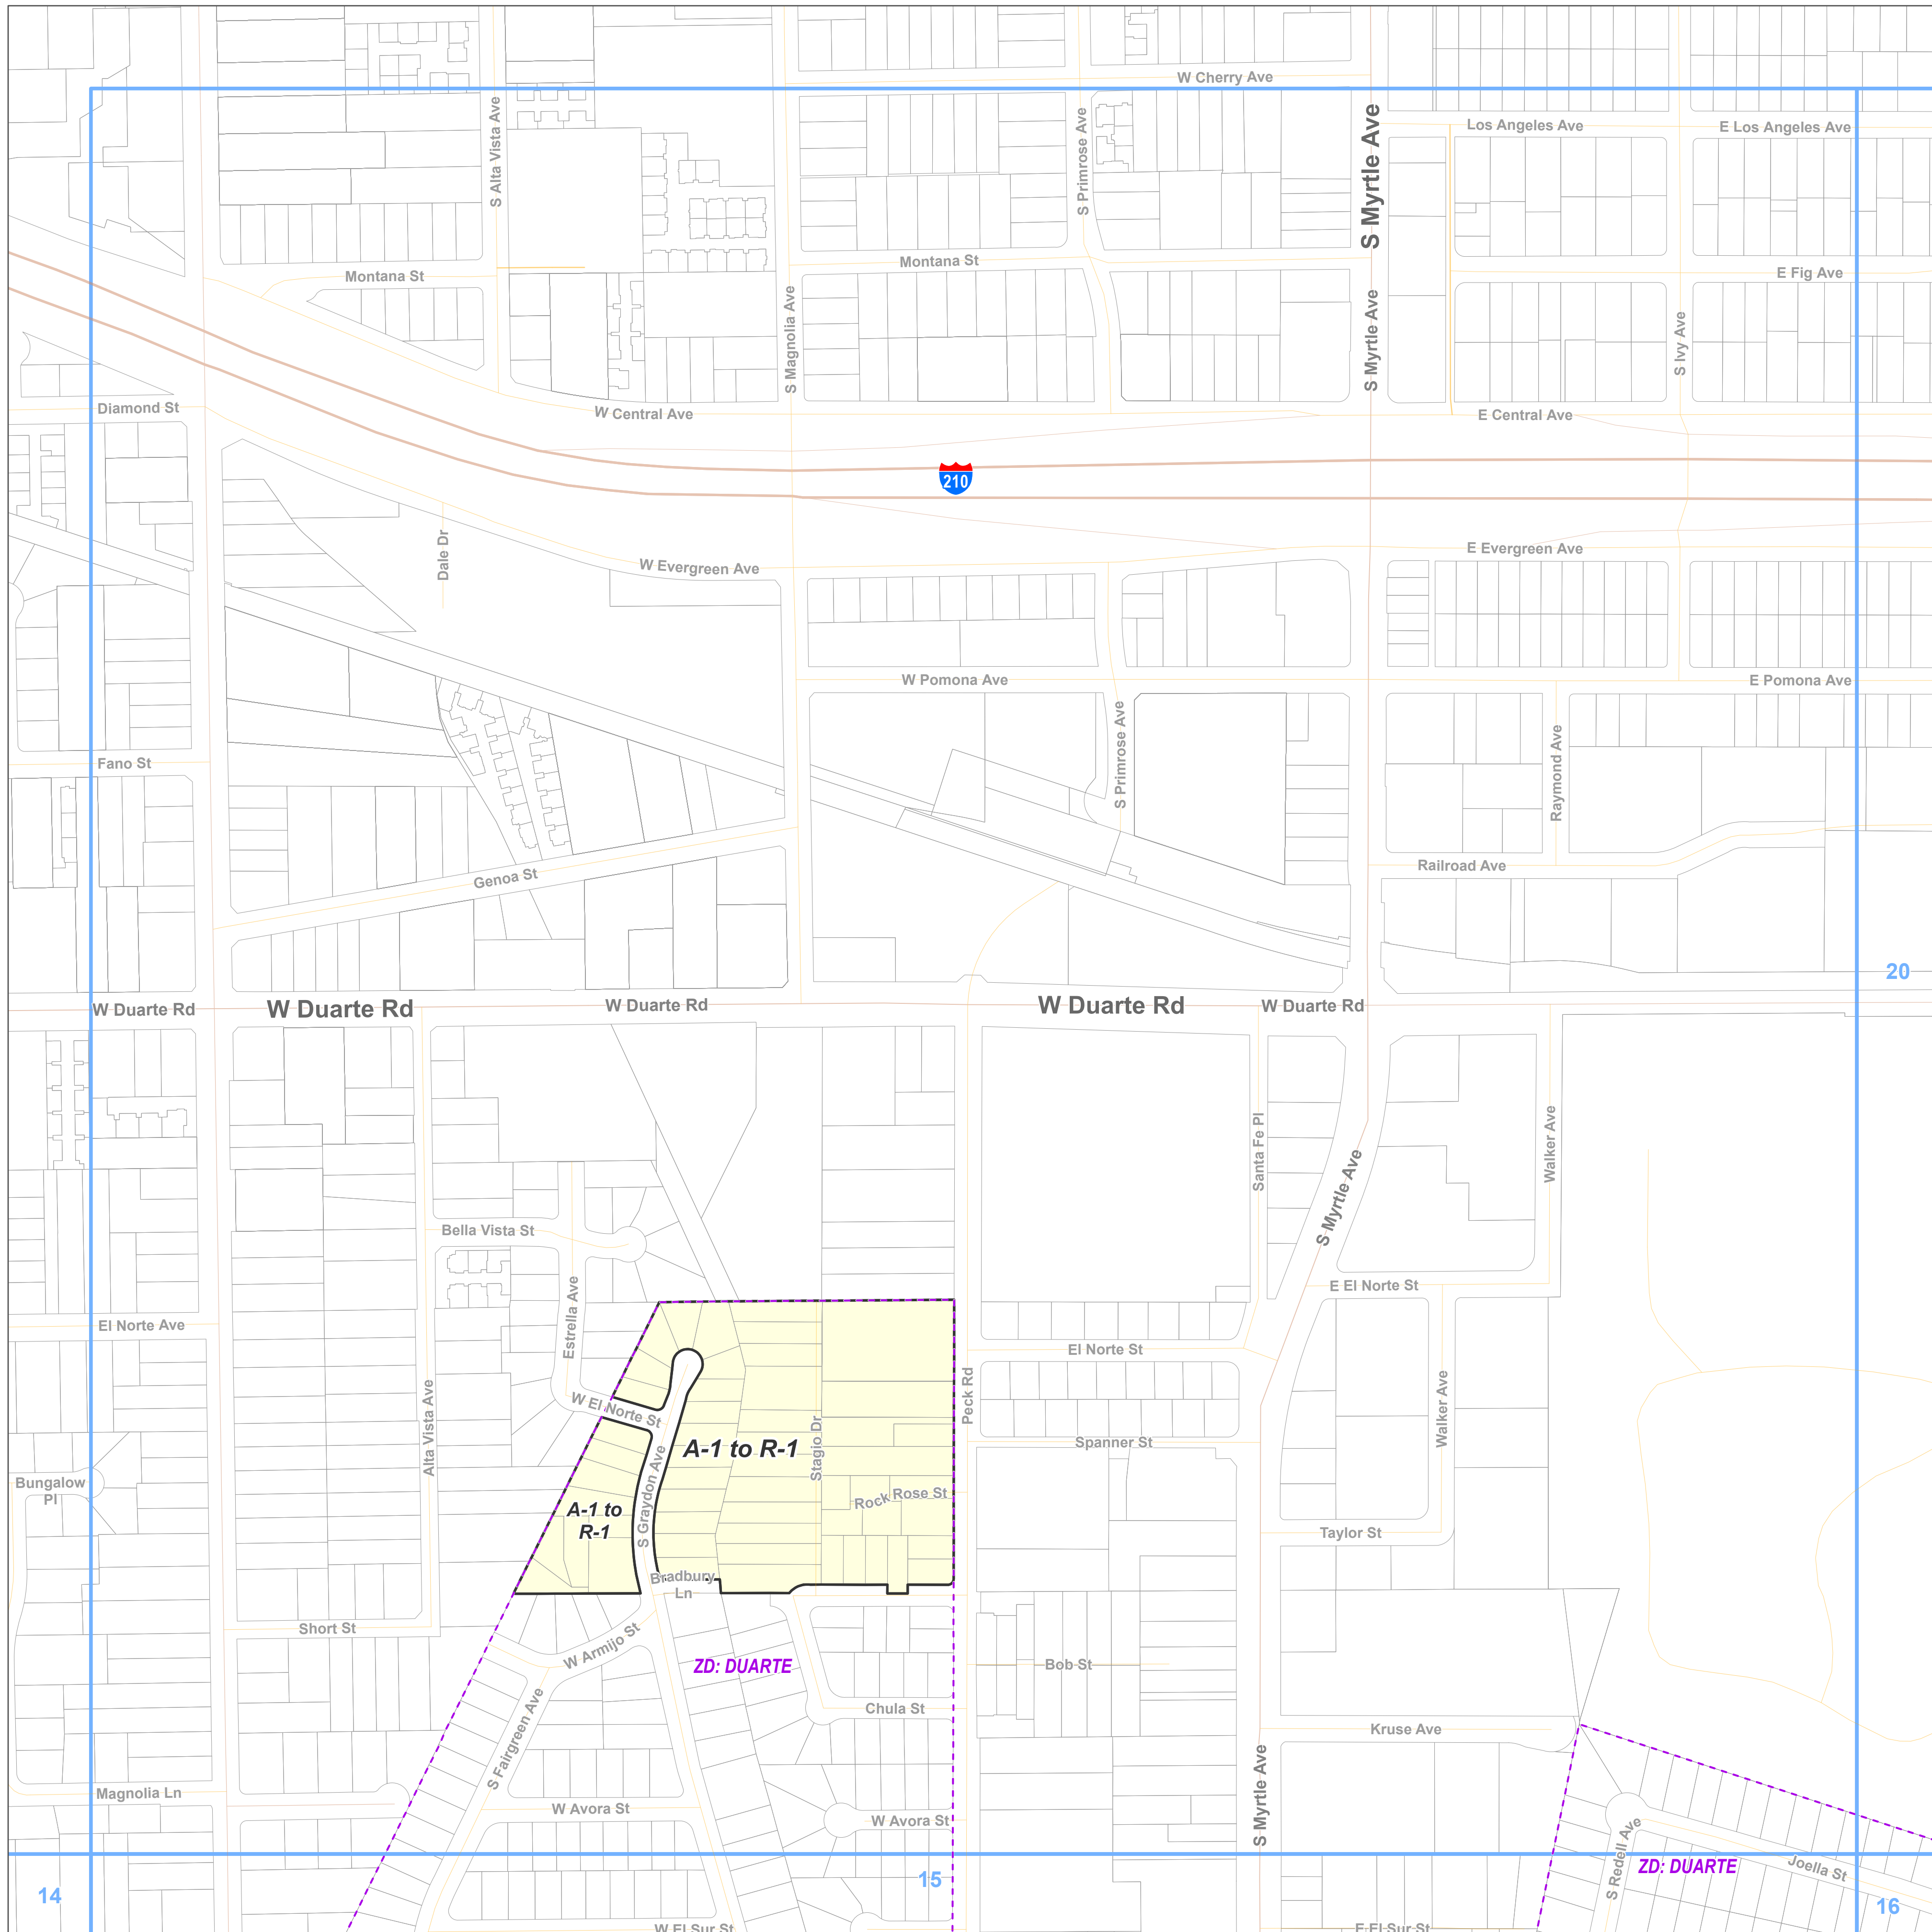 W Cherry Ave
S Alta Vista Ave
S Primrose Ave
S Myrtle Ave
Los Angeles Ave
E Los Angeles Ave
Montana St
Montana St
E Fig Ave
S Magnolia Ave
S Myrtle Ave
S Ivy Ave
Diamond St
W Central Ave
E Central Ave
210
Dale Dr
W Evergreen Ave
E Evergreen Ave
W Pomona Ave
E Pomona Ave
S Primrose Ave
Raymond Ave
Fano St
Genoa St
Railroad Ave
20
W Duarte Rd
W Duarte Rd
W Duarte Rd
W Duarte Rd
W Duarte Rd
Santa Fe Pl
Walker Ave
S Myrtle Ave
Bella Vista St
Estrella Ave
E El Norte St
El Norte Ave
El Norte St
Alta Vista Ave
W El Norte St
Peck Rd
Walker Ave
A-1 to R-1
Stagio Dr
Spanner St
Bungalow
Pl
S Graydon Ave
Rock Rose St
A-1 to
R-1
Taylor St
Bradbury
Ln
Short St
W Armijo St
ZD: DUARTE
Bob St
Chula St
S Fairgreen Ave
Kruse Ave
S Myrtle Ave
Magnolia Ln
W Avora St
W Avora St
S Redell Ave
ZD: DUARTE
Joella St
14
15
16
W El Sur St
E El Sur St